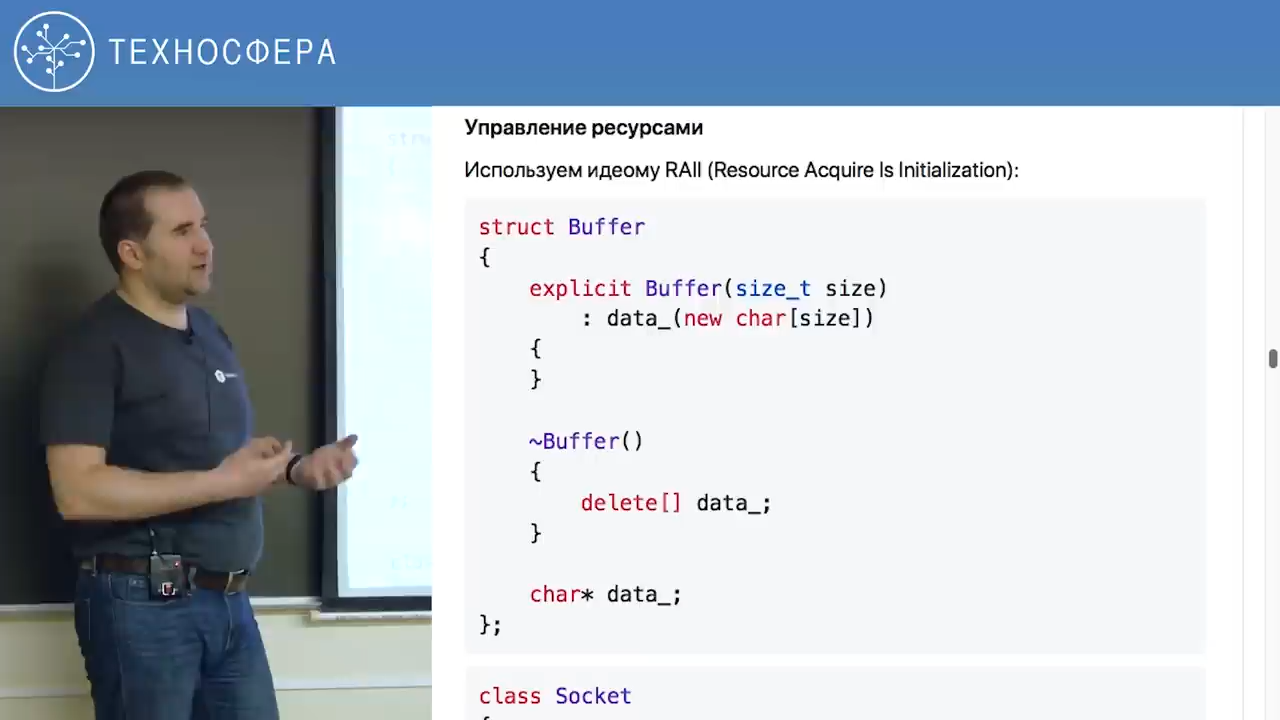 ТЕХНОСФЕРА
Управление ресурсами
Используем идеому RAII (Resource Acquire Is Initialization):
struct Buffer
{
    explicit Buffer(size_t size)
        : data_(new char[size])
    {
    }
    ~Buffer()
    {
        delete[] data_;
    }
    char* data_;
};
class Socket